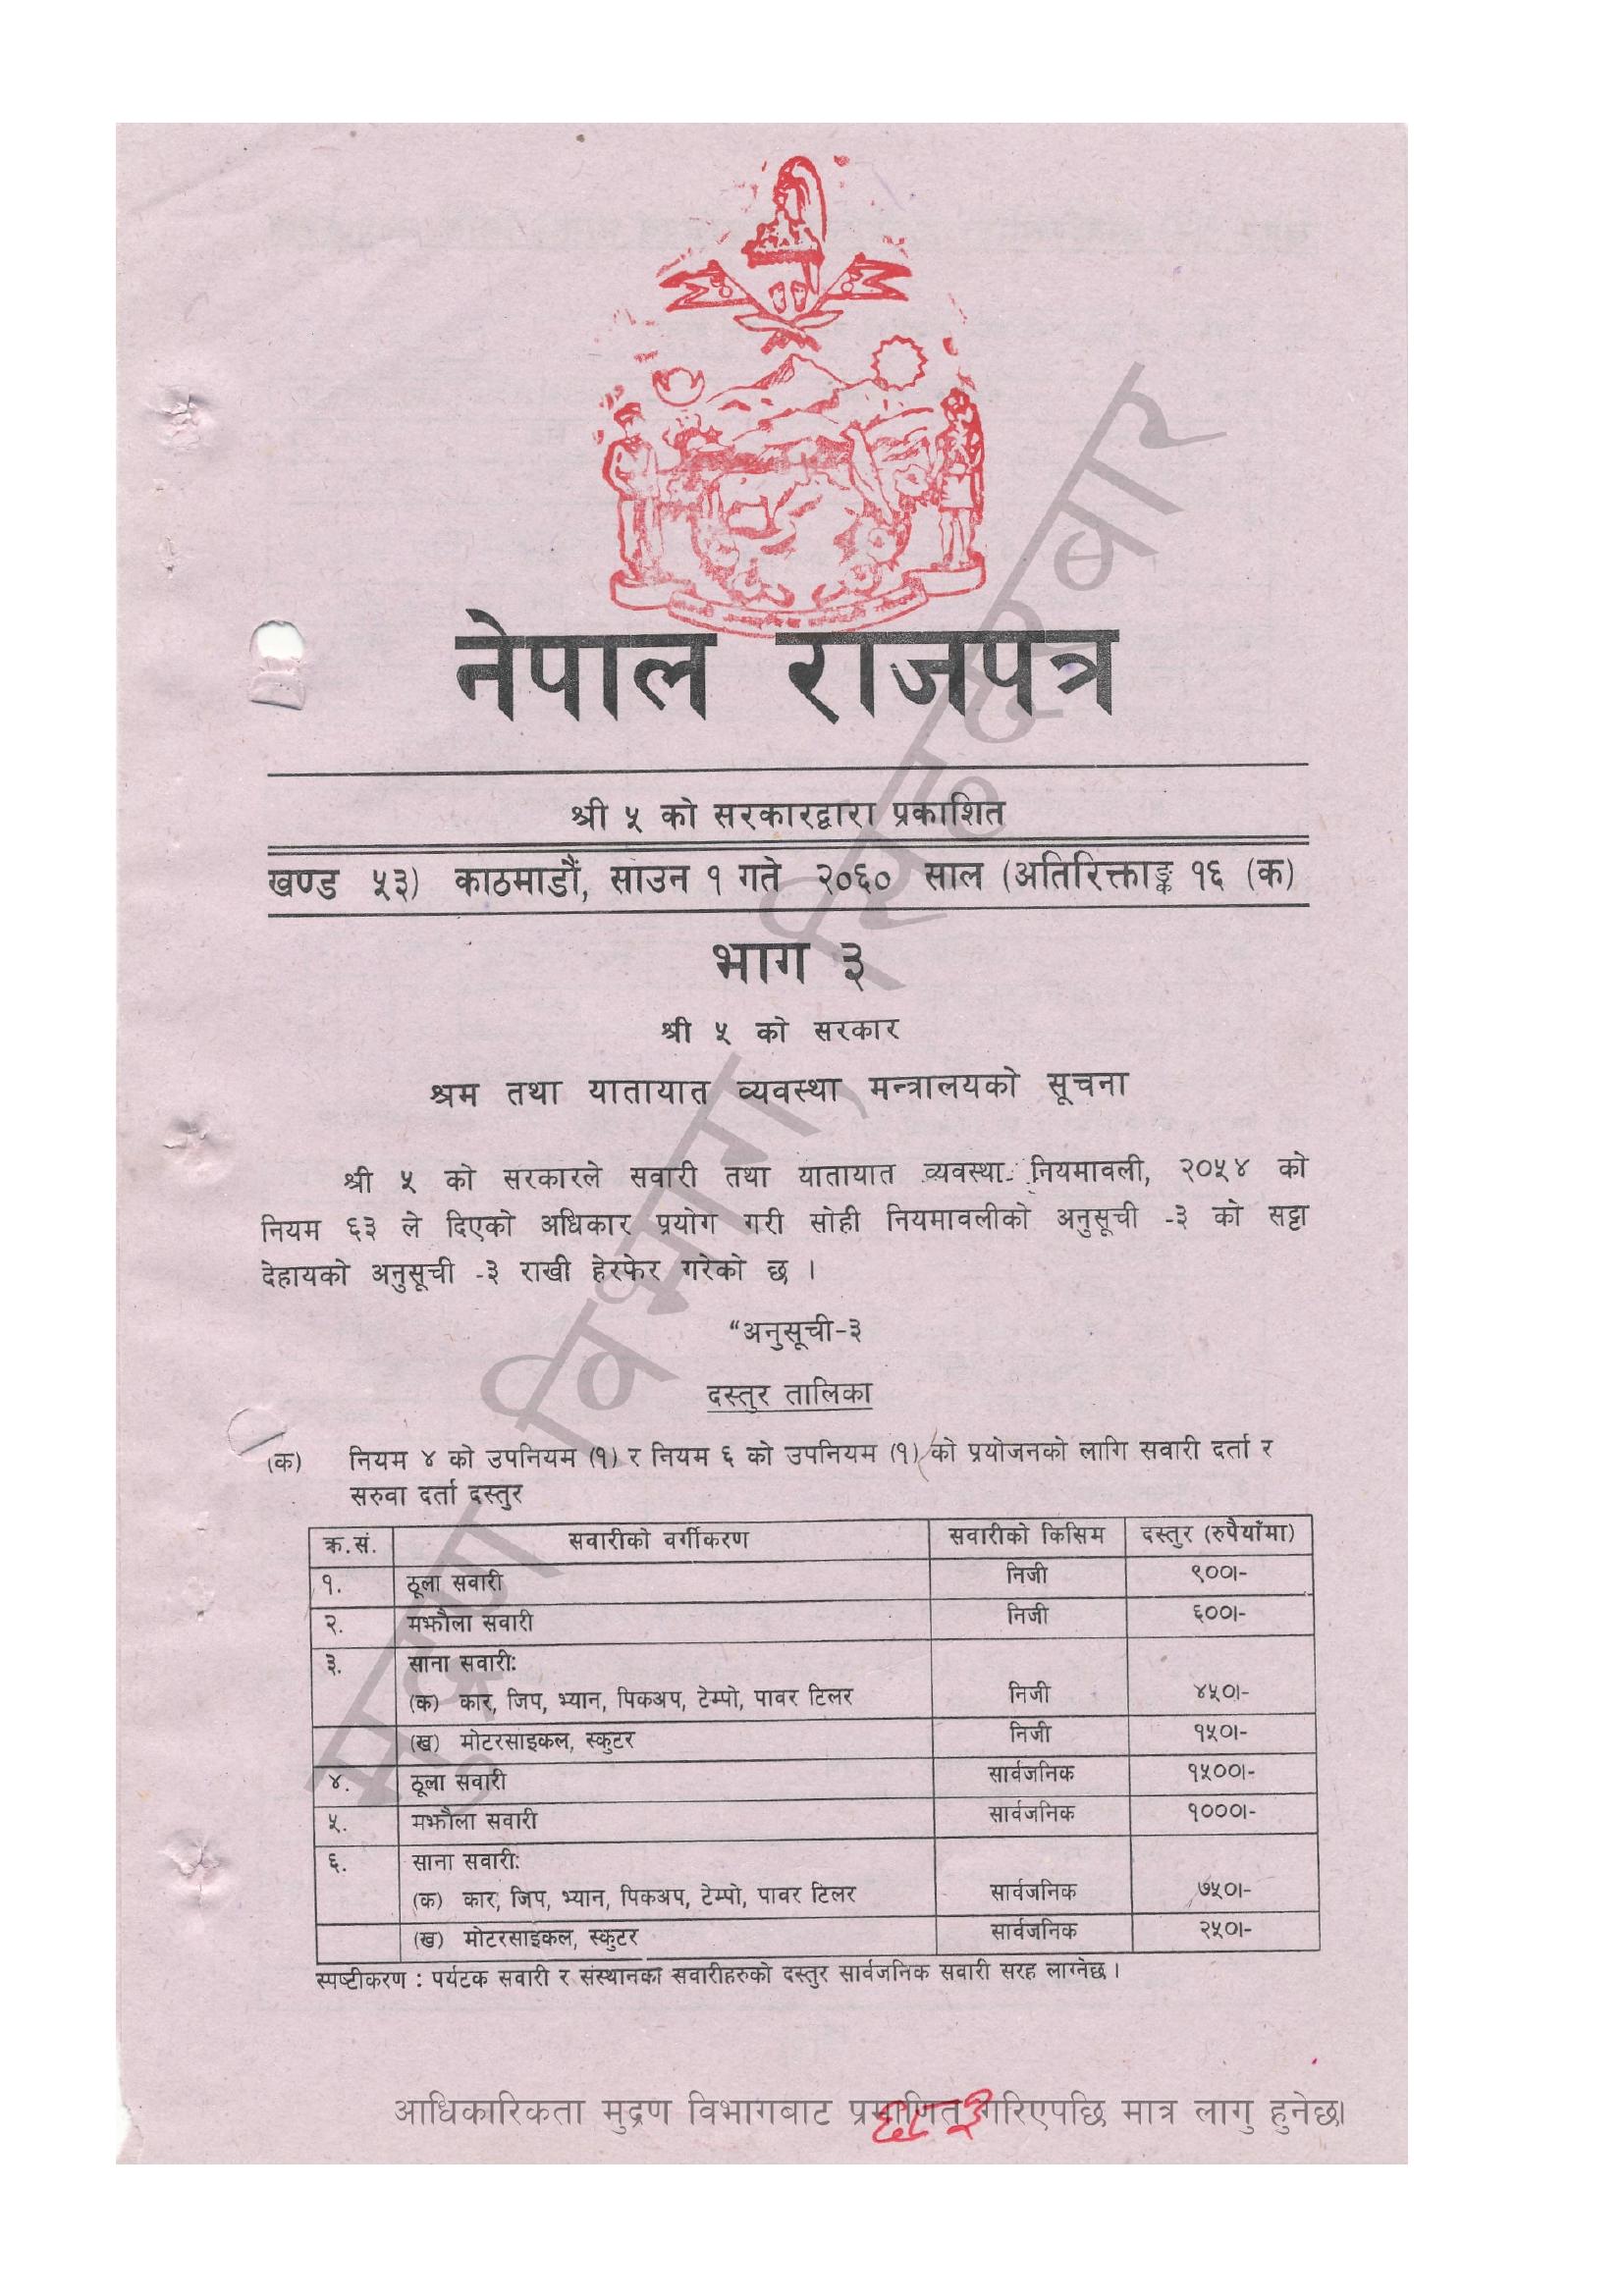 नेपाल राजपत्र
श्री ५ को सरकारद्वारा प्रकाशित
खण्ड ५३) काठमाडौं, साउन १ गते २०६० साल (अतिरिक्ताङ्क १६ (क)
भाग ३
श्री ५ को सरकार
श्रम तथा यातायात व्यवस्था मन्त्रालयको सूचना
श्री ५ को सरकारले सवारी तथा यातायात व्यवस्था नियमावली, २०५४ को
नियम ६३ ले दिएको अधिकार प्रयोग गरी सोही नियमावलीको अनुसूची -३ को सट्टा
देहायको अनुसूची -३ राखी हेरफेर गरेको छ ।
“अनुसूची-३
दस्तुर तालिका
(क) नियम ४ को उपनियम (१) र नियम ६ को उपनियम (१) को प्रयोजनको लागि सवारी दर्ता र
सरुवा दर्ता दस्तुर
क्र.सं. सवारीको वर्गीकरण सवारीको किसिम दस्तुर (रुपैयाँमा)
१. ठूला सवारी निजी ९००।-
२. मझौला सवारी निजी ६००।-
३. साना सवारी:
(क) कार, जिप, भ्यान, पिकअप, टेम्पो, पावर टिलर निजी ४५०।-
(ख) मोटरसाइकल, स्कुटर निजी १५०।-
४. ठूला सवारी सार्वजनिक १५००।-
५. मझौला सवारी सार्वजनिक १०००।-
६. साना सवारी:
(क) कार, जिप, भ्यान, पिकअप, टेम्पो, पावर टिलर सार्वजनिक ७५०।-
(ख) मोटरसाइकल, स्कुटर सार्वजनिक २५०।-
स्पष्टीकरण : पर्यटक सवारी र संस्थानका सवारीहरुको दस्तुर सार्वजनिक सवारी सरह लाग्नेछ ।
आधिकारिकता मुद्रण विभागबाट प्रमाणित गरिएपछि मात्र लागु हुनेछ।
६८३
मुद्रण विभाग, सिंहदरबार